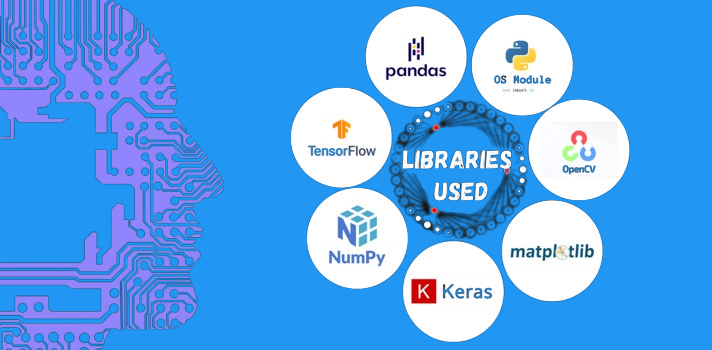 pandas
OS Module
>>> import os
TensorFlow
LIBRARIES
USED
OpenCV
NumPy
matplotlib
K Keras